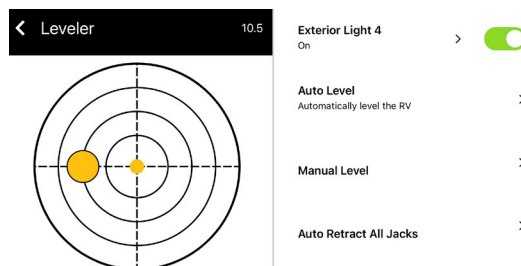 Leveler 10.5
Exterior Light 4
On
Auto Level
Automatically level the RV
Manual Level
Auto Retract All Jacks